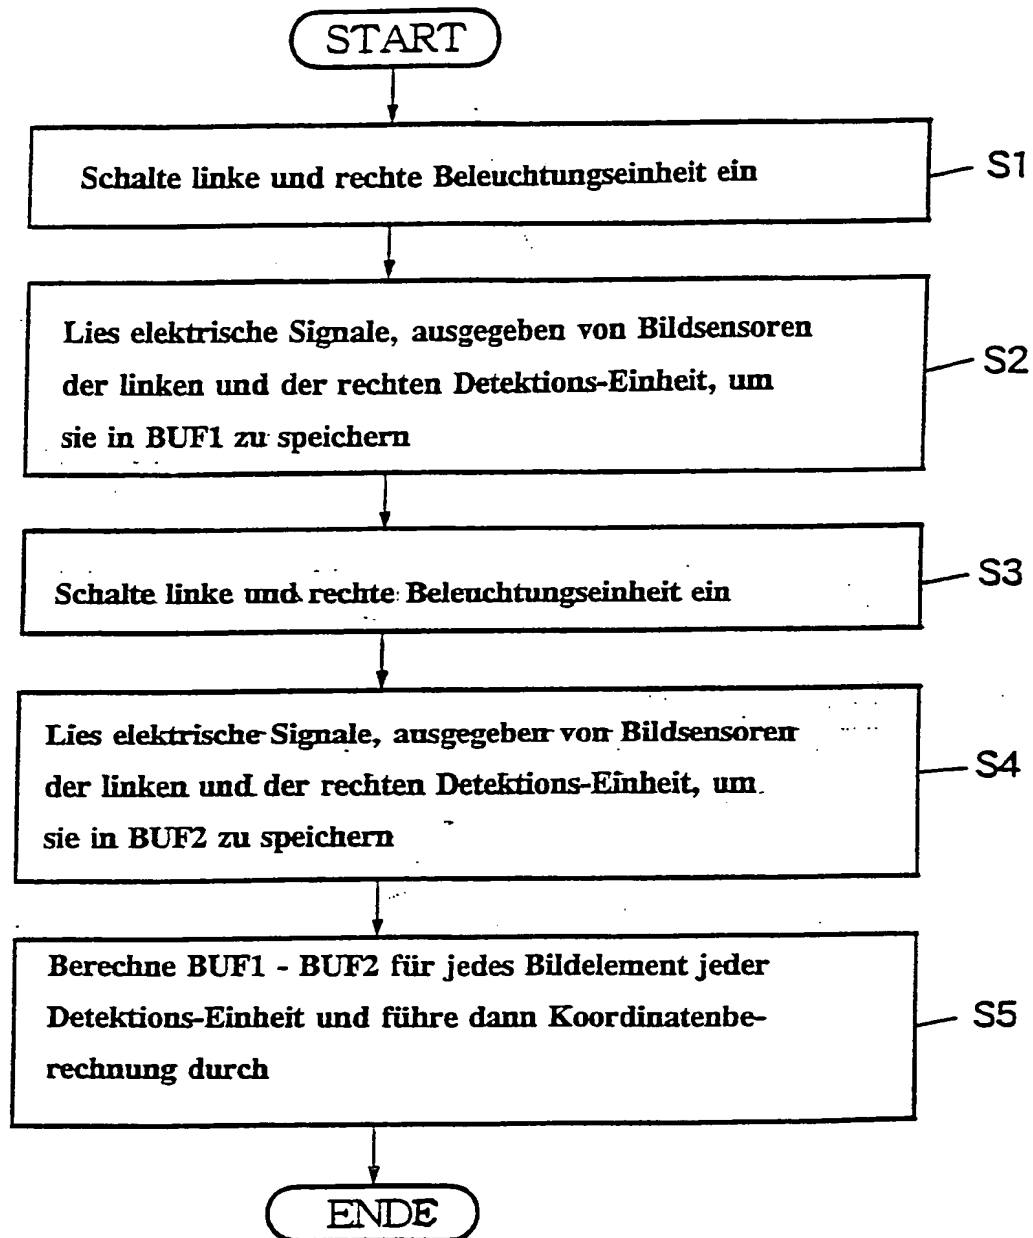 START
Schalte linke und rechte Beleuchtungseinheit ein
S1
Lies elektrische Signale, ausgegeben von Bildsensoren
der linken und der rechten Detektions-Einheit, um
sie in BUF1 zu speichern
S2
Schalte linke und rechte Beleuchtungseinheit ein
S3
Lies elektrische Signale, ausgegeben von Bildsensoren
der linken und der rechten Detektions-Einheit, um
sie in BUF2 zu speichern
S4
Berechne BUF1 - BUF2 für jedes Bildelement jeder
Detektions-Einheit und führe dann Koordinatenbe-
rechnung durch
S5
ENDE